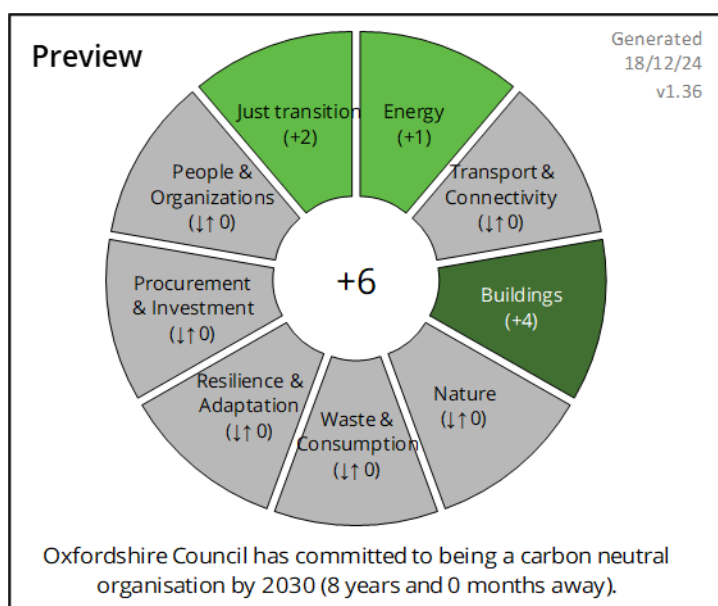 Preview
Generated
18/12/24
v1.36
Just transition
(+2)
Energy
(+1)
People &
Organizations
(↓↑ 0)
Transport &
Connectivity
(↓↑ 0)
Procurement
& Investment
(↓↑ 0)
+6
Buildings
(+4)
Resilience &
Adaptation
(↓↑ 0)
Waste &
Consumption
(↓↑ 0)
Nature
(↓↑ 0)
Oxfordshire Council has committed to being a carbon neutral
organisation by 2030 (8 years and 0 months away).